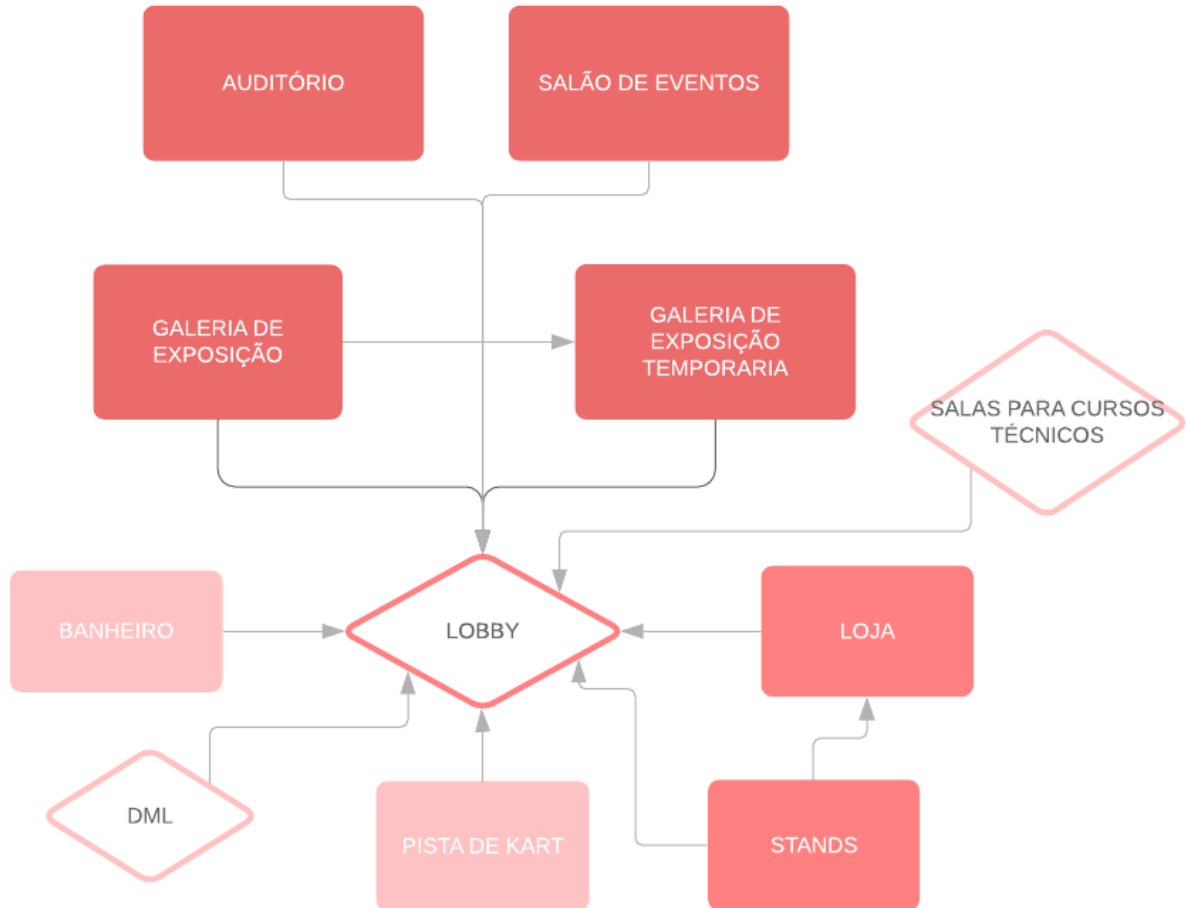 AUDITÓRIO
SALÃO DE EVENTOS
GALERIA DE
EXPOSIÇÃO
GALERIA DE
EXPOSIÇÃO
TEMPORARIA
SALAS PARA CURSOS
TÉCNICOS
BANHEIRO
LOBBY
LOJA
DML
PISTA DE KART
STANDS